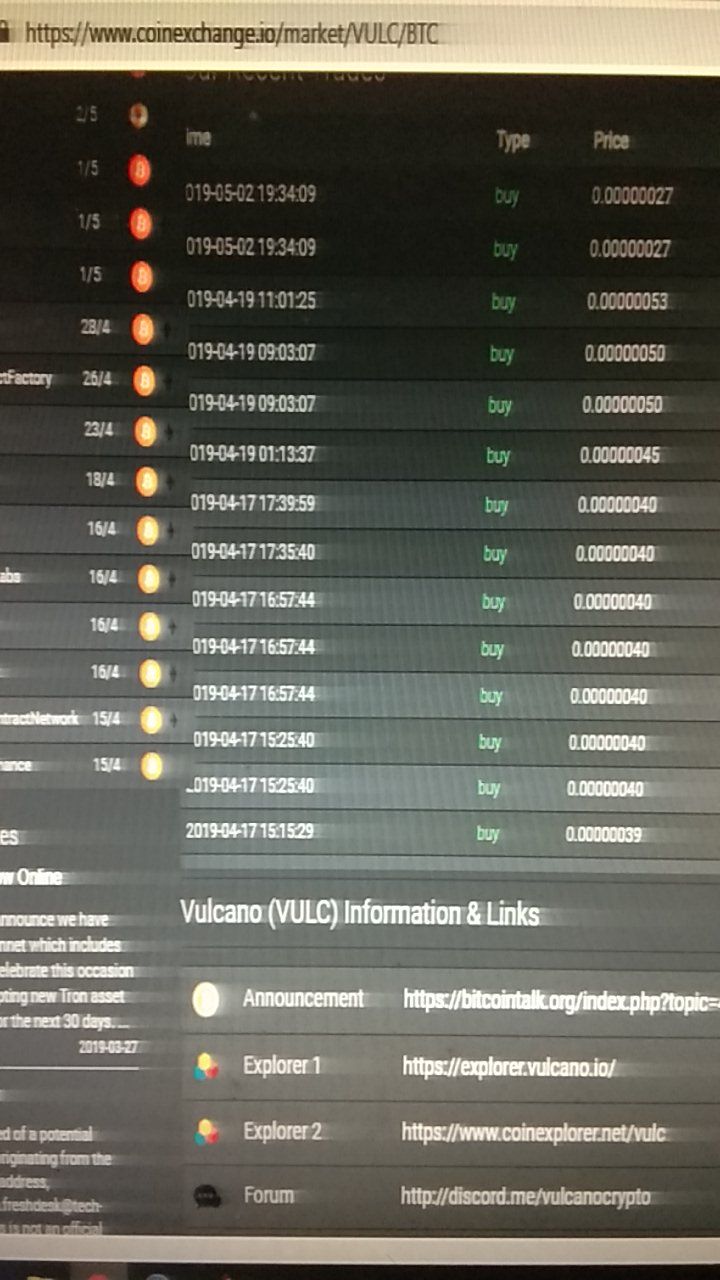 https://www.coinexchange.io/market/VULC/BTC
ime Type Price
2/5
019-05-02 19:34:09 buy 0.00000027
1/5
019-05-02 19:34:09 buy 0.00000027
1/5
019-04-19 11:01:25 buy 0.00000053
1/5
019-04-19 09:03:07 buy 0.00000050
28/4
019-04-19 09:03:07 buy 0.00000050
ctFactory 26/4
019-04-19 01:13:37 buy 0.00000045
23/4
019-04-17 17:39:59 buy 0.00000040
18/4
019-04-17 17:35:40 buy 0.00000040
16/4
019-04-17 16:57:44 buy 0.00000040
abs 16/4
019-04-17 16:57:44 buy 0.00000040
16/4
019-04-17 16:57:44 buy 0.00000040
16/4
019-04-17 15:25:40 buy 0.00000040
ntractNetwork 15/4
019-04-17 15:25:40 buy 0.00000040
nance 15/4
2019-04-17 15:15:29 buy 0.00000039
es
w Online
nnounce we have
nnet which includes
elebrate this occasion
oting new Tron asset
or the next 30 days. ...
2019-03-27
ed of a potential
riginating from the
address,
.freshdesk@tech-
s is not an official
Vulcano (VULC) Information & Links
Announcement https://bitcointalk.org/index.php?topic=
Explorer 1 https://explorer.vulcano.io/
Explorer 2 https://www.coinexplorer.net/vulc
Forum http://discord.me/vulcanocrypto